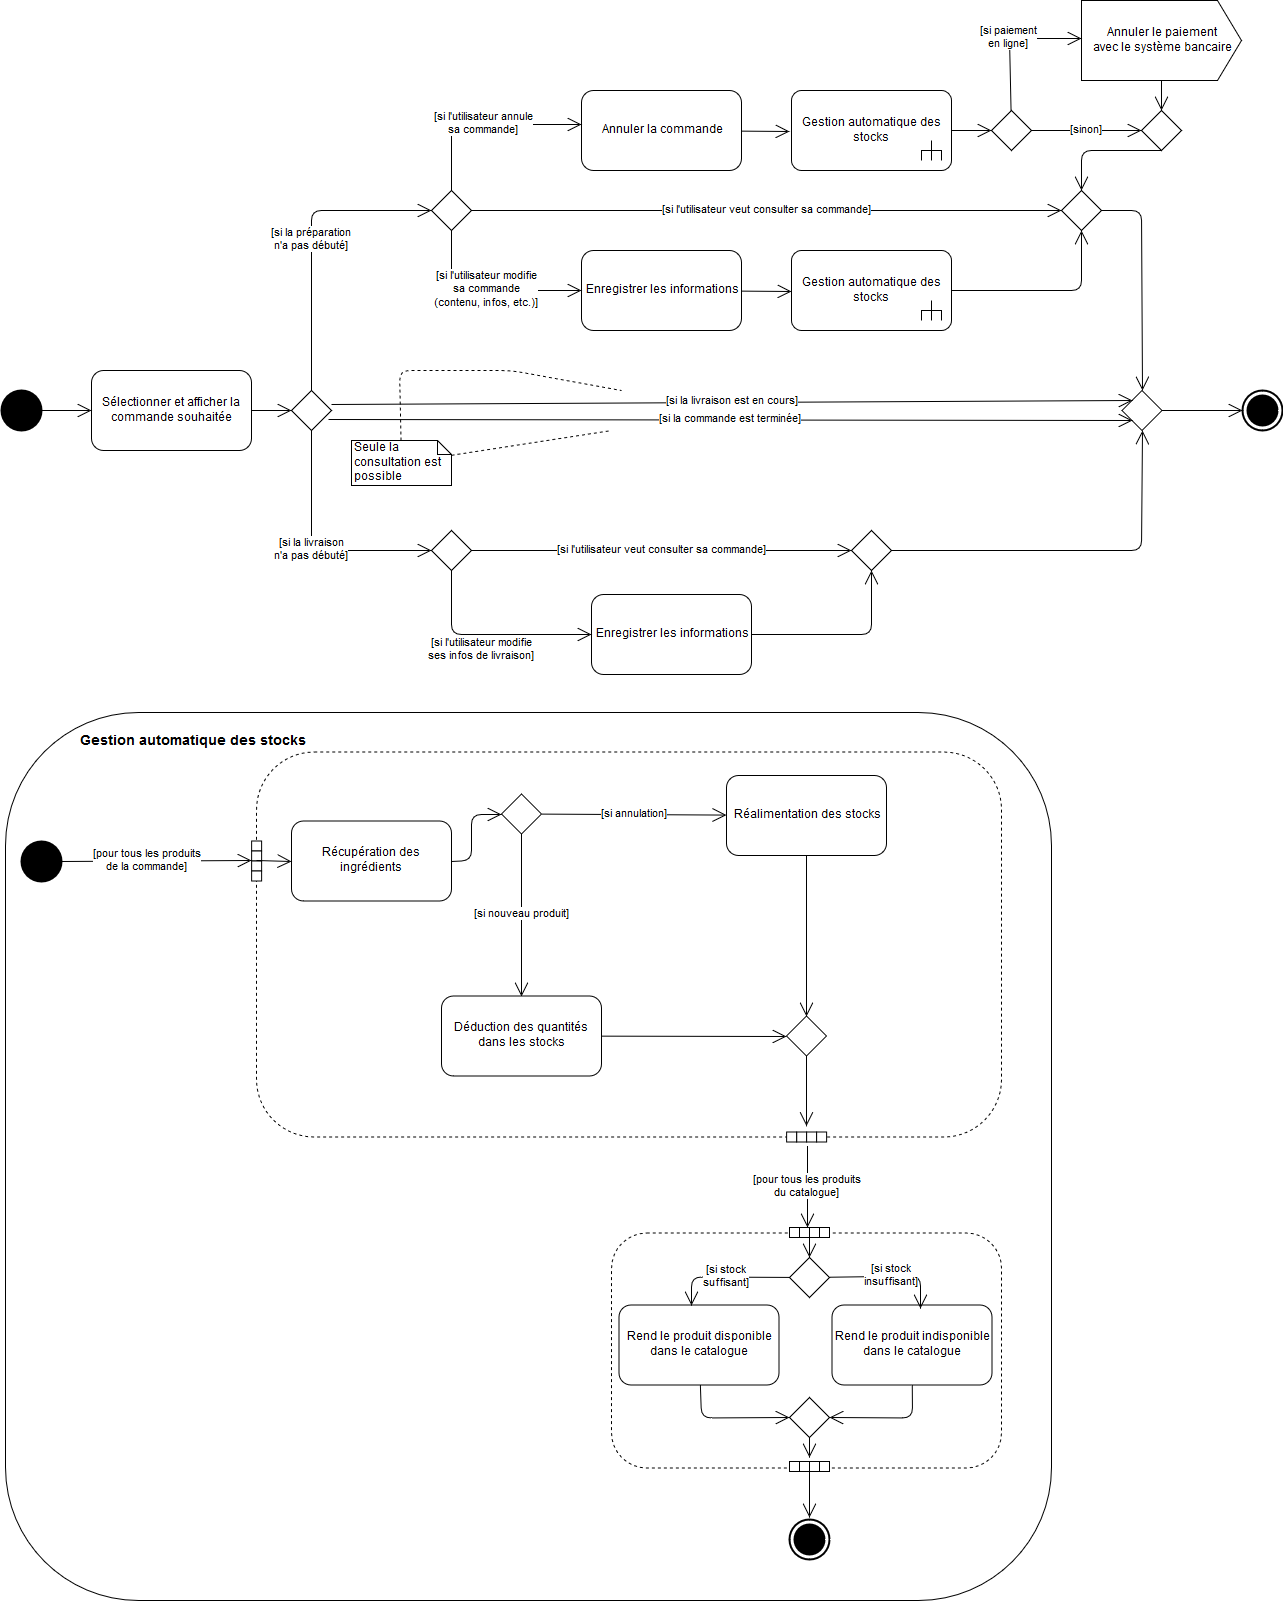 [si paiement
en ligne]
Annuler le paiement
avec le système bancaire
[si l'utilisateur annule
sa commande]
Annuler la commande
Gestion automatique des
stocks
[sinon]
[si la préparation
n'a pas débuté]
[si l'utilisateur veut consulter sa commande]
[si l'utilisateur modifie
sa commande
(contenu, infos, etc.)]
Enregistrer les informations
Gestion automatique des
stocks
Sélectionner et afficher la
commande souhaitée
[si la livraison est en cours]
[si la commande est terminée]
Seule la
consultation est
possible
[si la livraison
n'a pas débuté]
[si l'utilisateur veut consulter sa commande]
[si l'utilisateur modifie
ses infos de livraison]
Enregistrer les informations
Gestion automatique des stocks
[pour tous les produits
de la commande]
Récupération des
ingrédients
[si annulation]
Réalimentation des stocks
[si nouveau produit]
Déduction des quantités
dans les stocks
[pour tous les produits
du catalogue]
[si stock
suffisant]
[si stock
insuffisant]
Rend le produit disponible
dans le catalogue
Rend le produit indisponible
dans le catalogue